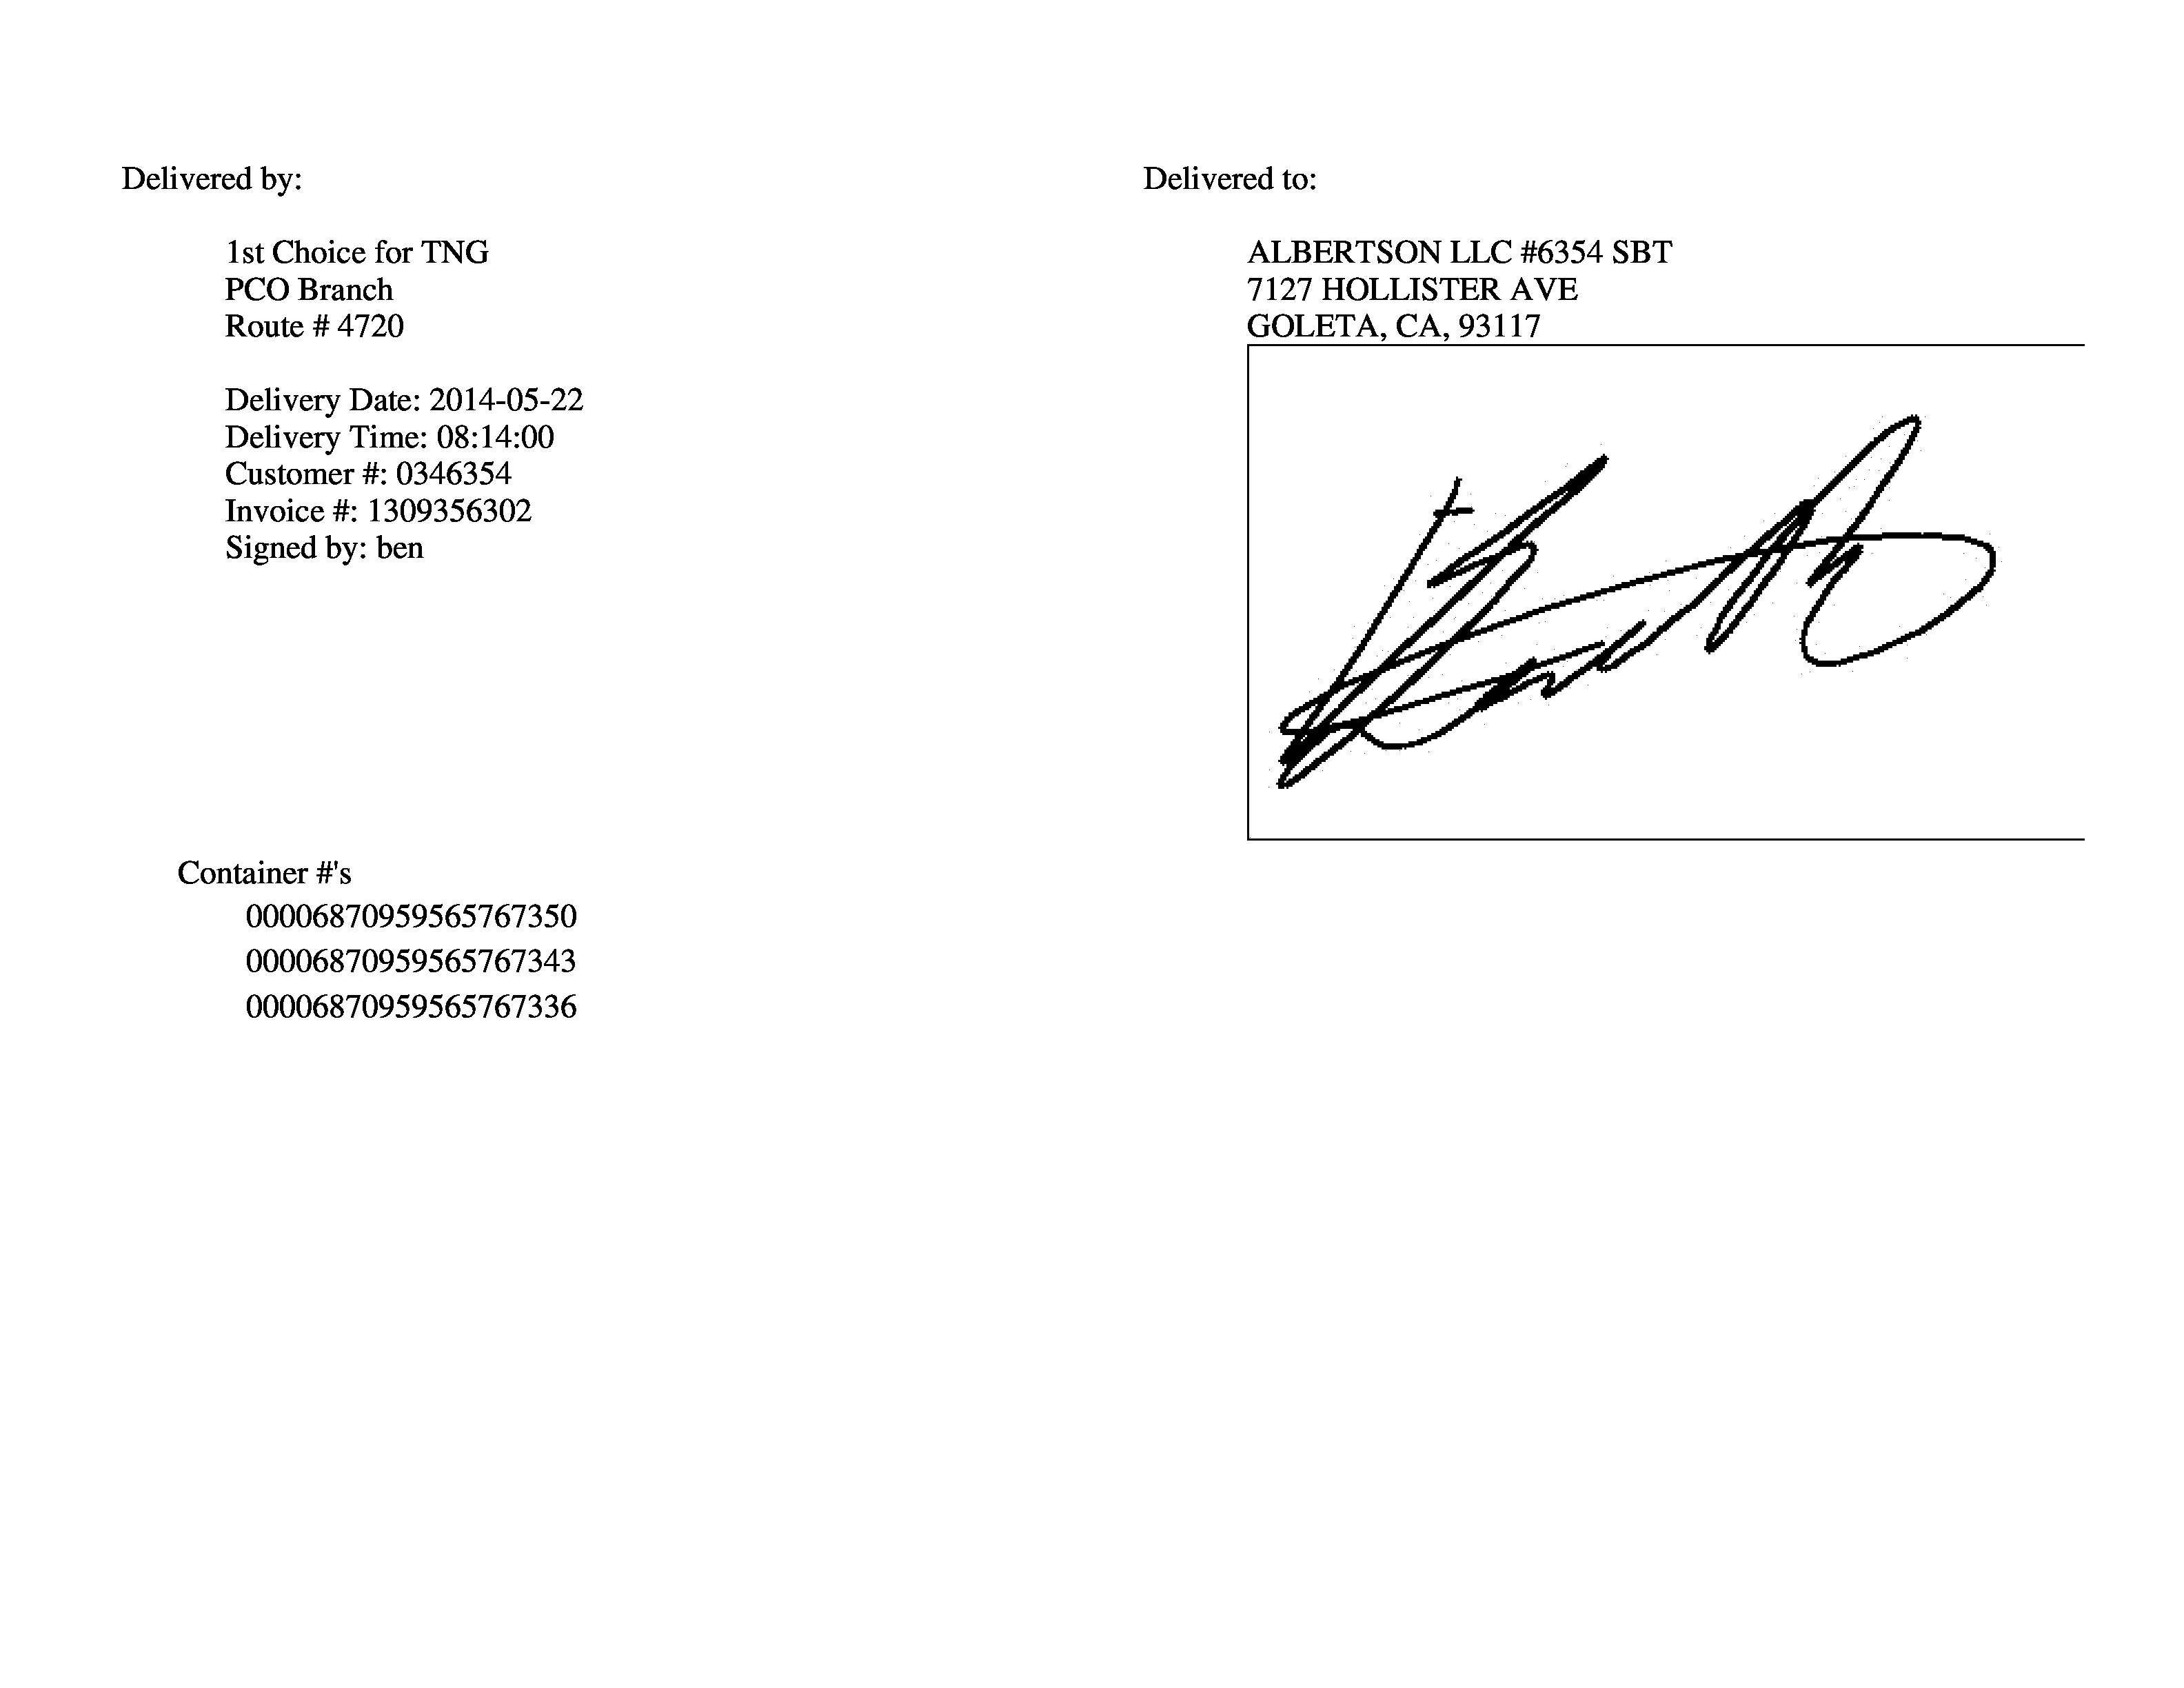 Delivered by:
1st Choice for TNG
PCO Branch
Route # 4720
Delivery Date: 2014-05-22
Delivery Time: 08:14:00
Customer #: 0346354
Invoice #: 1309356302
Signed by: ben
Delivered to:
ALBERTSON LLC #6354 SBT
7127 HOLLISTER AVE
GOLETA, CA, 93117
Container #'s
00006870959565767350
00006870959565767343
00006870959565767336